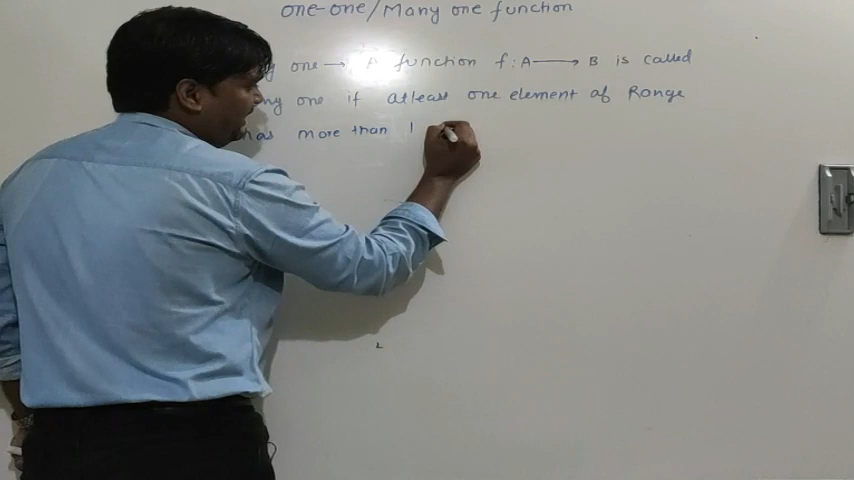 one-one/Many one function
one → A function f:A → B is called
one if atleast one element of Range
has more than 1